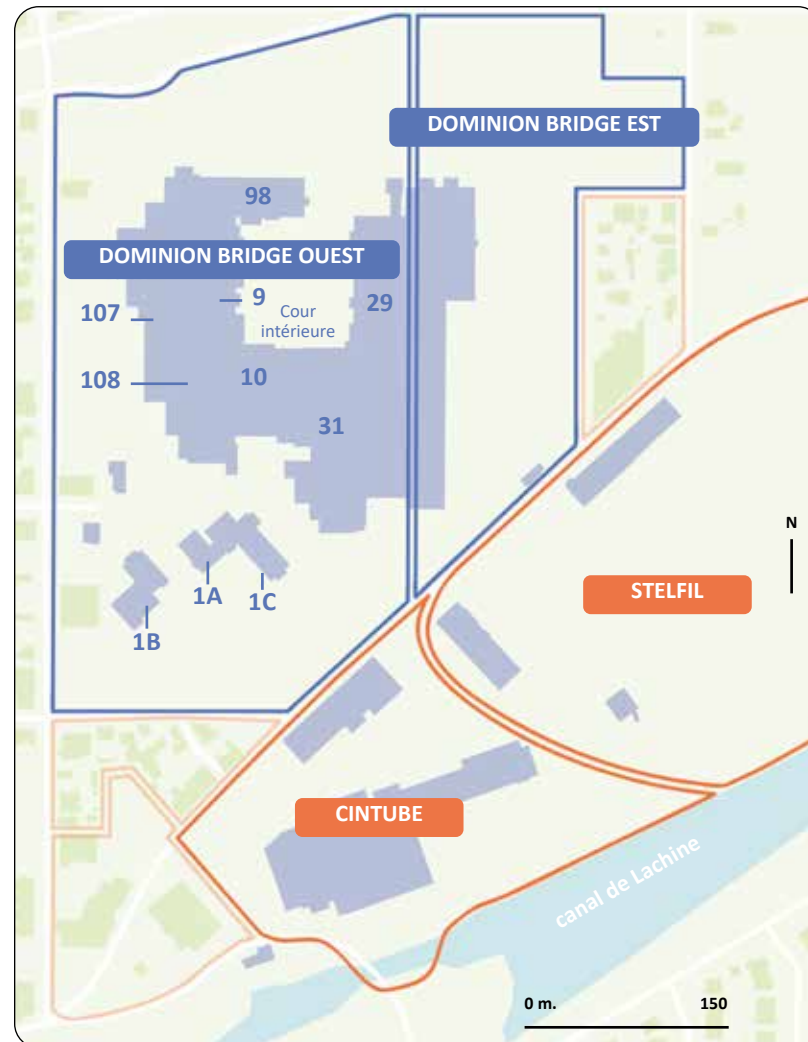 DOMINION BRIDGE EST
98
DOMINION BRIDGE OUEST
9
29
107
Cour
intérieure
108
10
31
N
1A
1C
STELFIL
1B
CINTUBE
canal de Lachine
0 m.
150